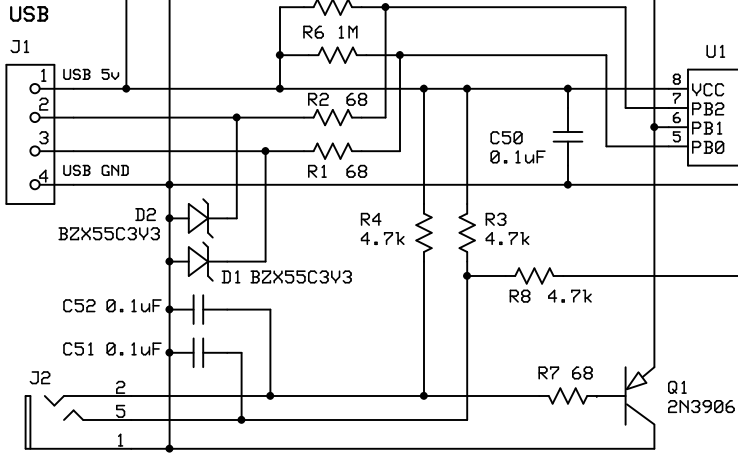 USB
J1
R6 1M
U1
1 USB 5v
8 VCC
2
R2 68
7 PB2
3
C50
6 PB1
0.1uF
5 PB0
R1 68
4 USB GND
D2
BZX55C3V3
R4
4.7k
R3
4.7k
D1 BZX55C3V3
R8 4.7k
C52 0.1uF
C51 0.1uF
J2
2
R7 68
Q1
2N3906
5
1